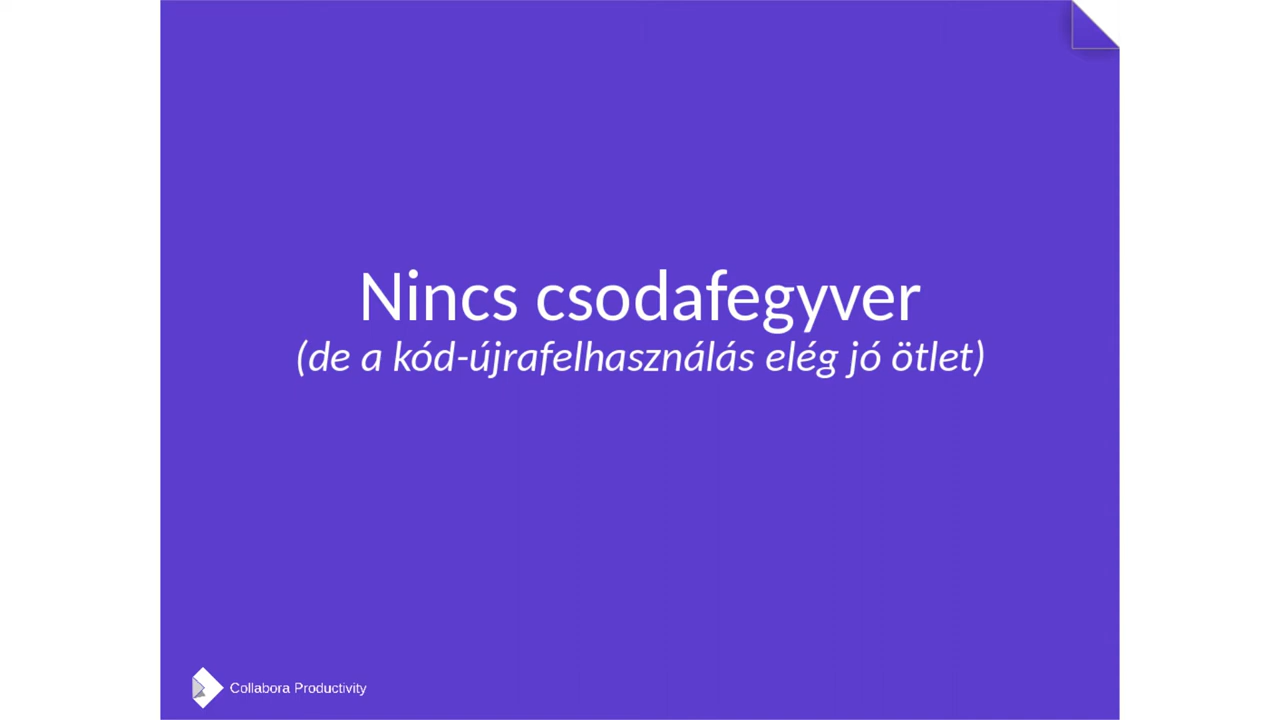 Nincs csodafegyver
(de a kód-újrafelhasználás elég jó ötlet)
Collabora Productivity